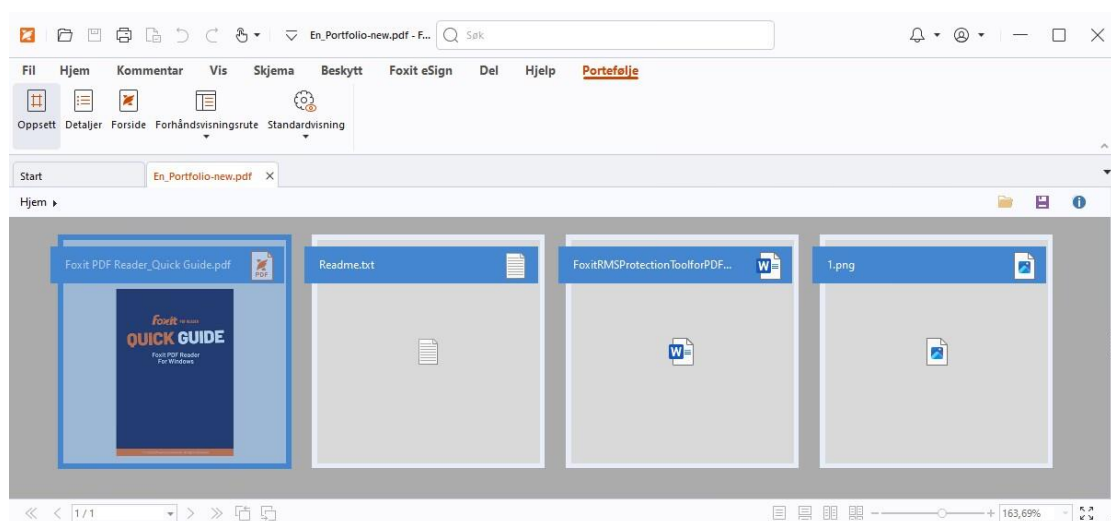 En_Portfolio-new.pdf - F... Søk
Fil Hjem Kommentar Vis Skjema Beskytt Foxit eSign Del Hjelp Portefølje
Oppsett Detaljer Forside Forhåndsvisningsrute Standardvisning
Start En_Portfolio-new.pdf
Hjem
Foxit PDF Reader_Quick Guide.pdf Readme.txt FoxitRMSProtectionToolforPDF... 1.png
PDF
W
Foxit
QUICK GUIDE
Foxit PDF Reader
For Windows
W
1 / 1 163,69%